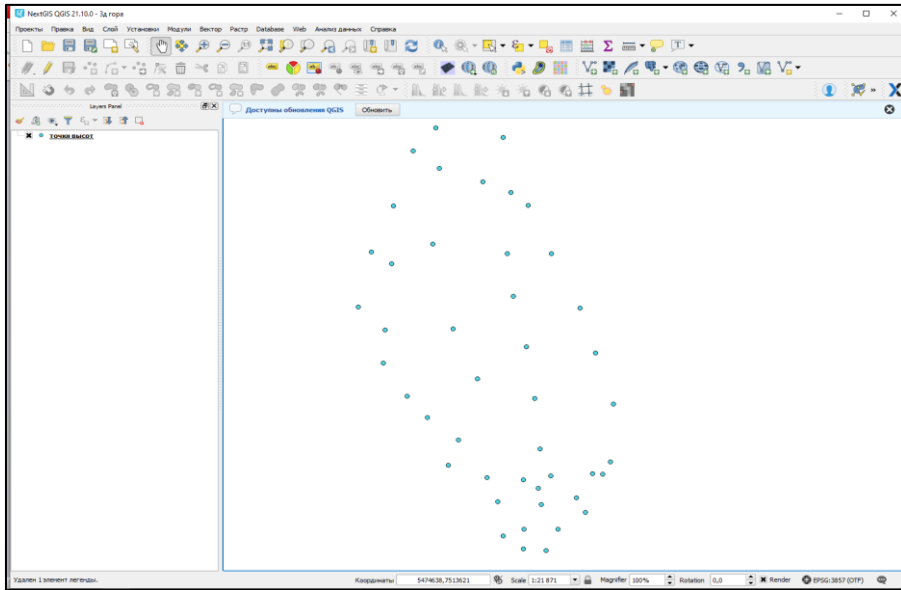 NextGIS QGIS 21.10.0 - 3д гора
Проекты Правка Вид Слой Установки Модули Вектор Растр Database Web Анализ данных Справка
Layers Panel
Доступны обновления QGIS Обновить
точки высот
Удален 1 элемент легенды.
Координаты 5474638,7513621 Scale 1:21 871 Magnifier 100% Rotation 0,0 Render EPSG:3857 (OTF)